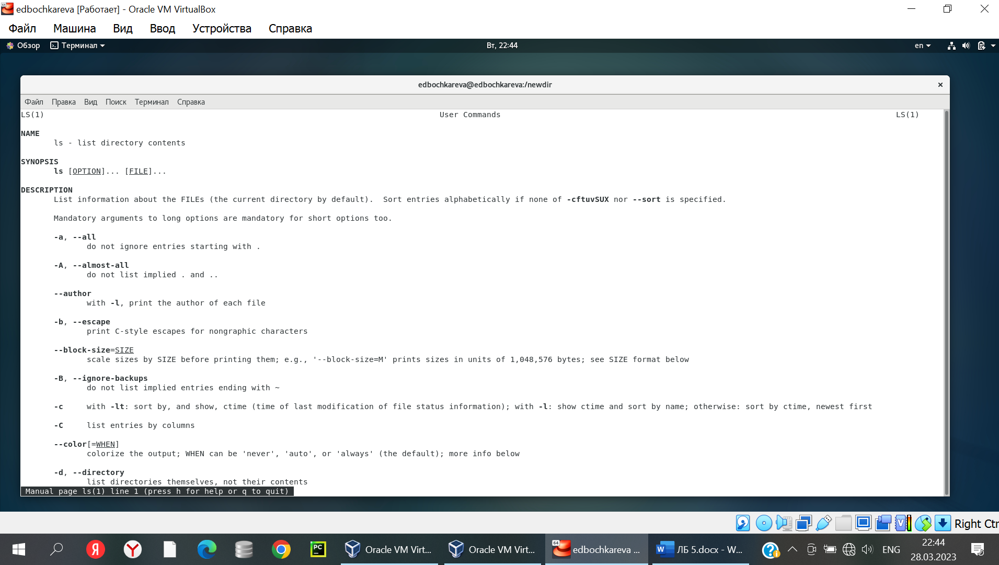 edbochkareva [Работает] - Oracle VM VirtualBox
Файл Машина Вид Ввод Устройства Справка
Обзор Терминал Вт, 22:44 en
edbochkareva@edbochkareva:/newdir
Файл Правка Вид Поиск Терминал Справка
LS(1) User Commands LS(1)
NAME
ls - list directory contents
SYNOPSIS
ls [OPTION]... [FILE]...
DESCRIPTION
List information about the FILEs (the current directory by default). Sort entries alphabetically if none of -cftuvSUX nor --sort is specified.
Mandatory arguments to long options are mandatory for short options too.
-a, --all
do not ignore entries starting with .
-A, --almost-all
do not list implied . and ..
--author
with -l, print the author of each file
-b, --escape
print C-style escapes for nongraphic characters
--block-size=SIZE
scale sizes by SIZE before printing them; e.g., '--block-size=M' prints sizes in units of 1,048,576 bytes; see SIZE format below
-B, --ignore-backups
do not list implied entries ending with ~
-c with -lt: sort by, and show, ctime (time of last modification of file status information); with -l: show ctime and sort by name; otherwise: sort by ctime, newest first
-C list entries by columns
--color[=WHEN]
colorize the output; WHEN can be 'never', 'auto', or 'always' (the default); more info below
-d, --directory
list directories themselves, not their contents
Manual page ls(1) line 1 (press h for help or q to quit)
Right Ctr
Oracle VM Virt... Oracle VM Virt... edbochkareva ... ЛБ 5.docx - W... ENG 22:44
28.03.2023